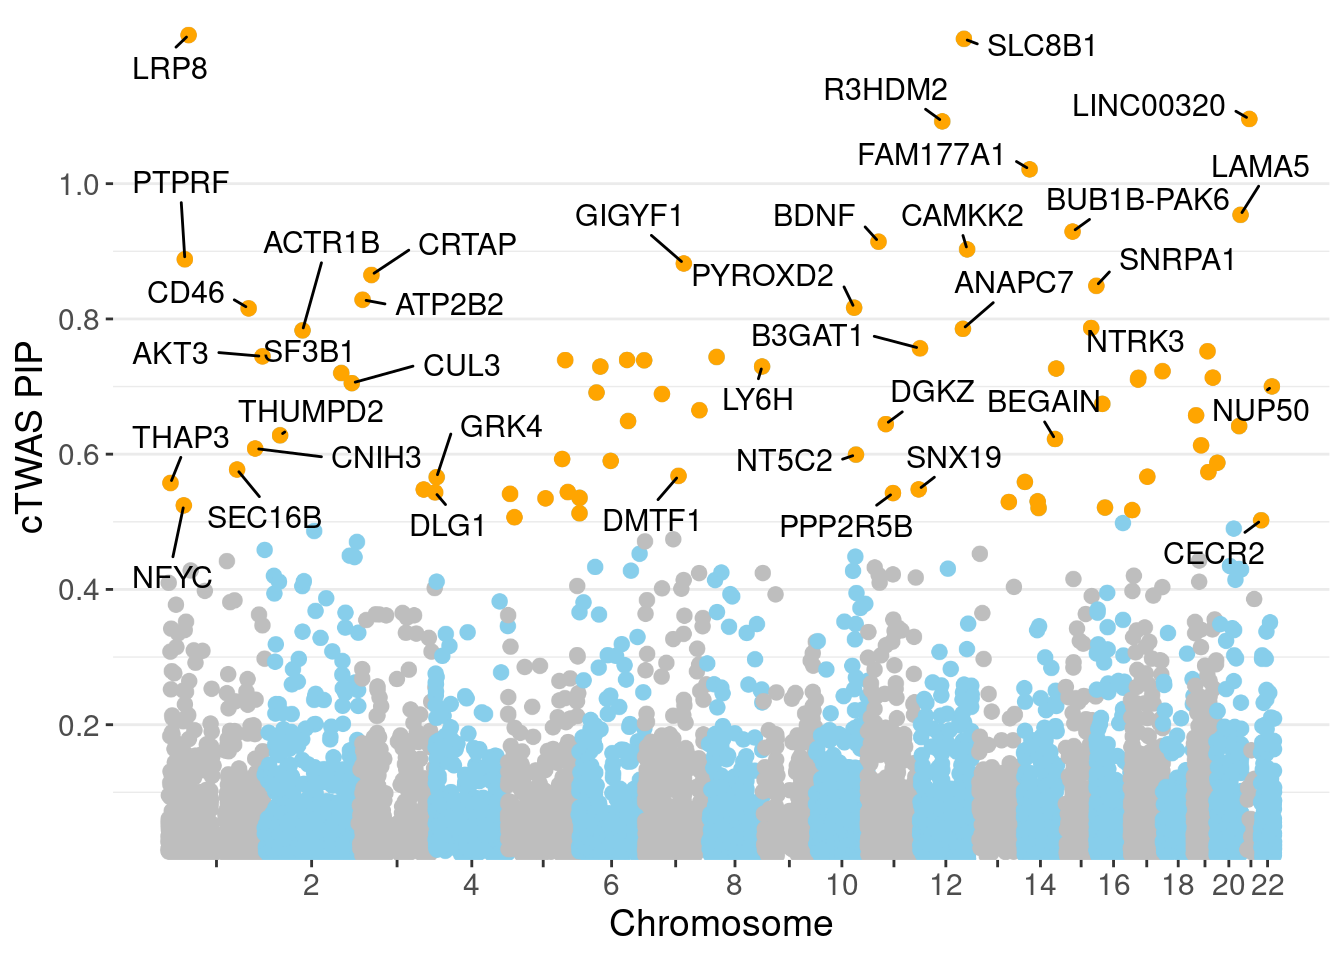 SLC8B1
LRP8
R3HDM2
LINC00320
FAM177A1
LAMA5
1.0
PTPRF
BUB1B-PAK6
GIGYF1
BDNF
CAMKK2
ACTR1B
CRTAP
SNRPA1
PYROXD2
ANAPC7
CD46
ATP2B2
0.8
B3GAT1
NTRK3
AKT3
SF3B1
CUL3
LY6H
DGKZ
BEGAIN
NUP50
THUMPD2
GRK4
THAP3
0.6
CNIH3
NT5C2
SNX19
SEC16B
DLG1
DMTF1
PPP2R5B
CECR2
NFYC
0.4
0.2
2
4
6
8
10
12
14
16
18
20
22
Chromosome
cTWAS PIP